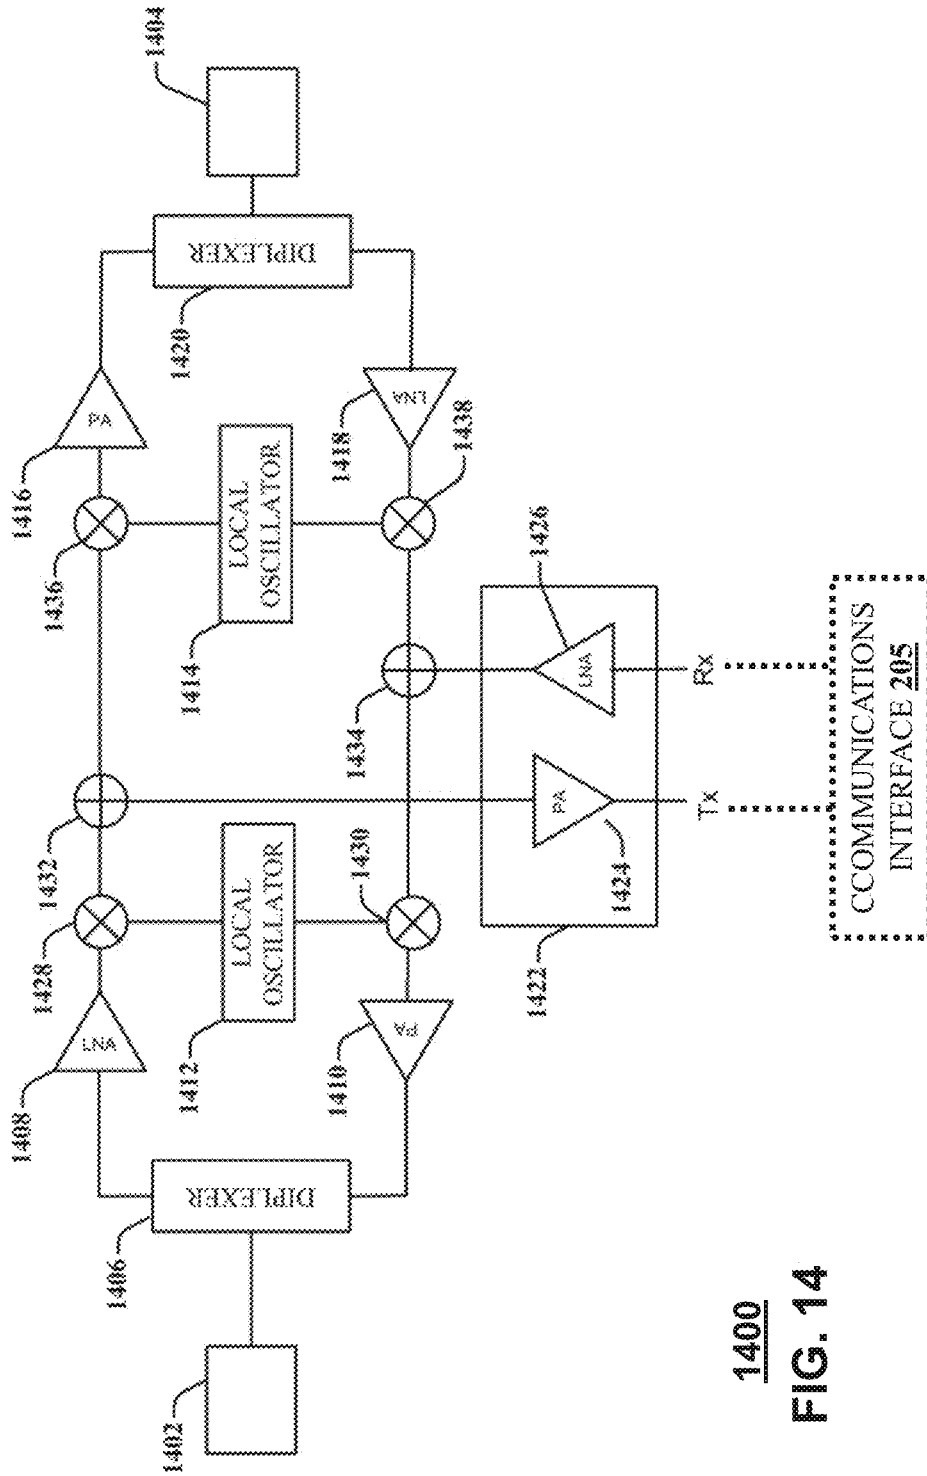 1408
1416
1428
1432
1436
LNA
PA
1406
1404
1402
1412
1414
1420
DIPLEXER
LOCAL
OSCILLATOR
LOCAL
OSCILLATOR
DIPLEXER
1410
1418
1430
1434
PA
LNA
1438
1422
1426
PA
LNA
1424
Tx
Rx
1400
FIG. 14
CCOMMUNICATIONS
INTERFACE 205